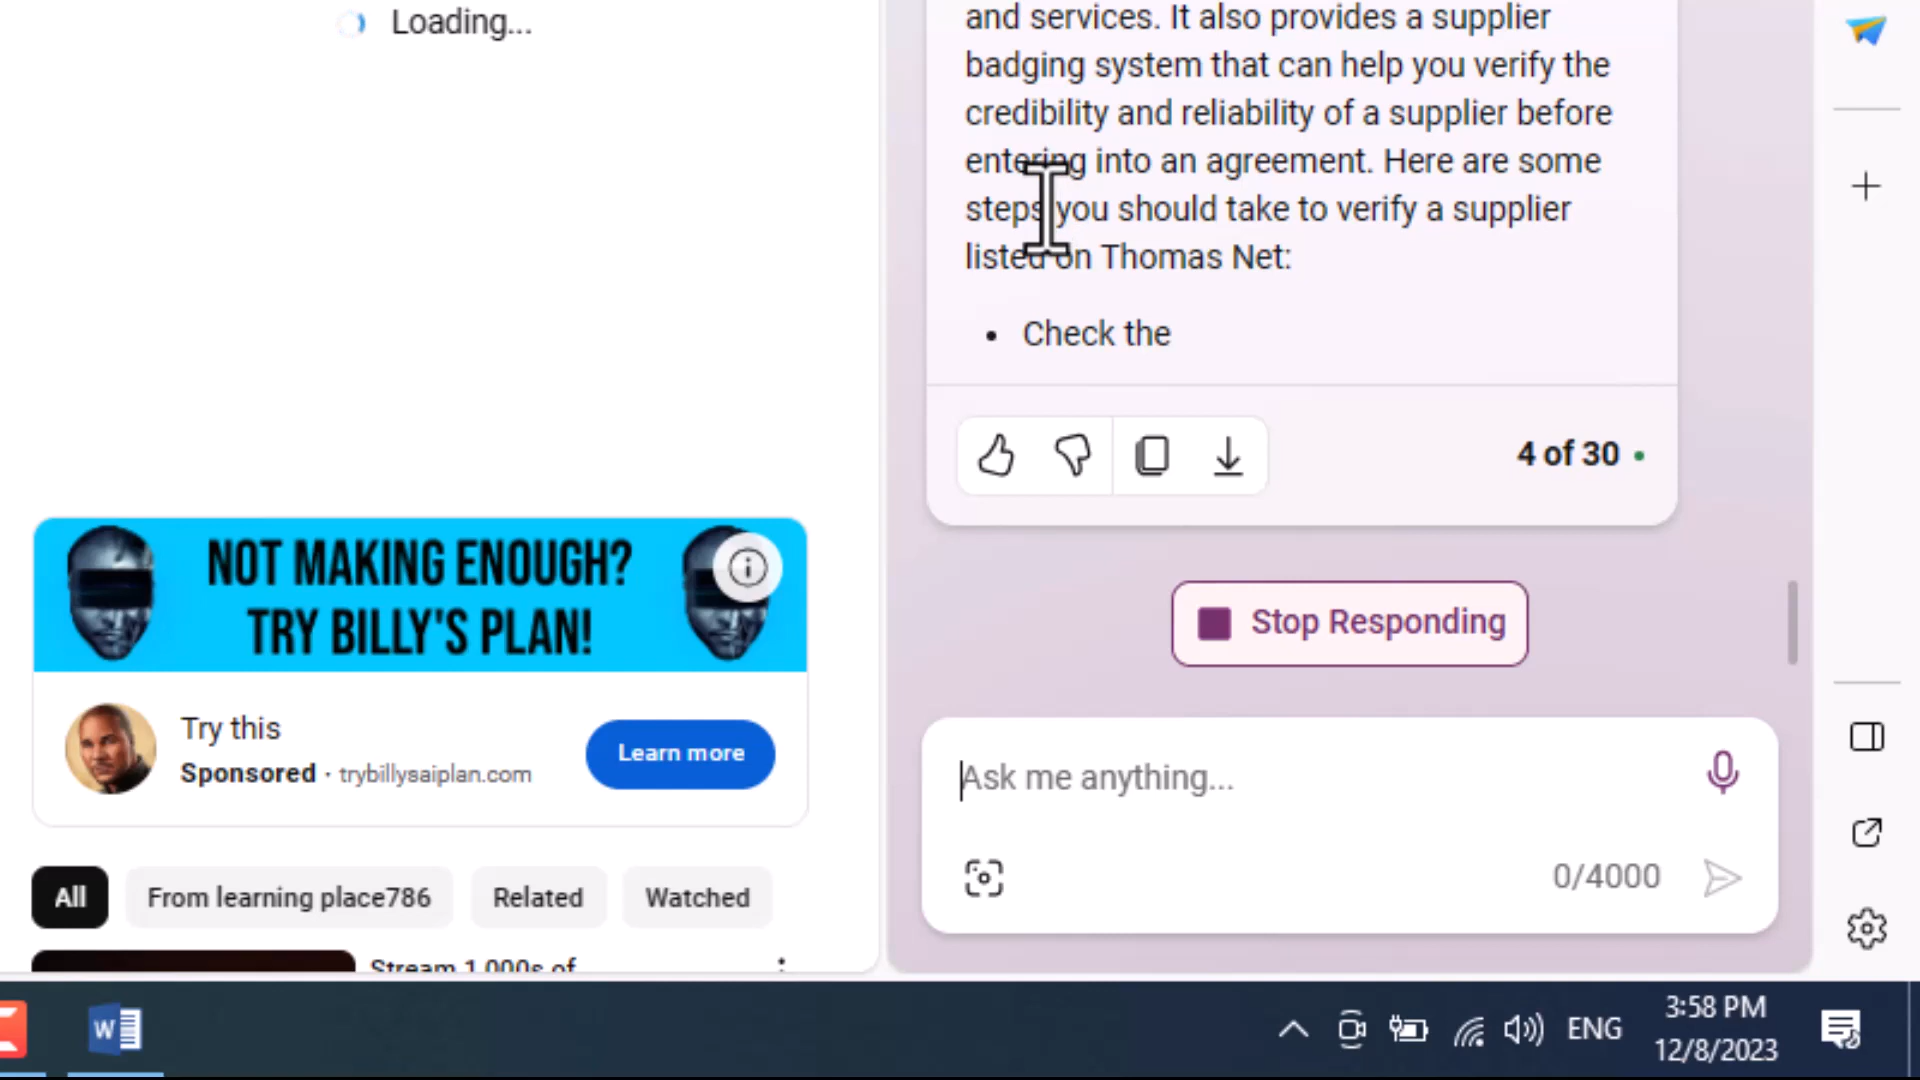 Loading...
and services. It also provides a supplier
badging system that can help you verify the
credibility and reliability of a supplier before
entering into an agreement. Here are some
steps you should take to verify a supplier
listed on Thomas Net:
• Check the
4 of 30
Stop Responding
Ask me anything...
0/4000
NOT MAKING ENOUGH?
TRY BILLY'S PLAN!
Try this
Sponsored · trybillysaiplan.com
Learn more
All
From learning place786
Related
Watched
Stream 1,000s of
W
ENG
3:58 PM
12/8/2023